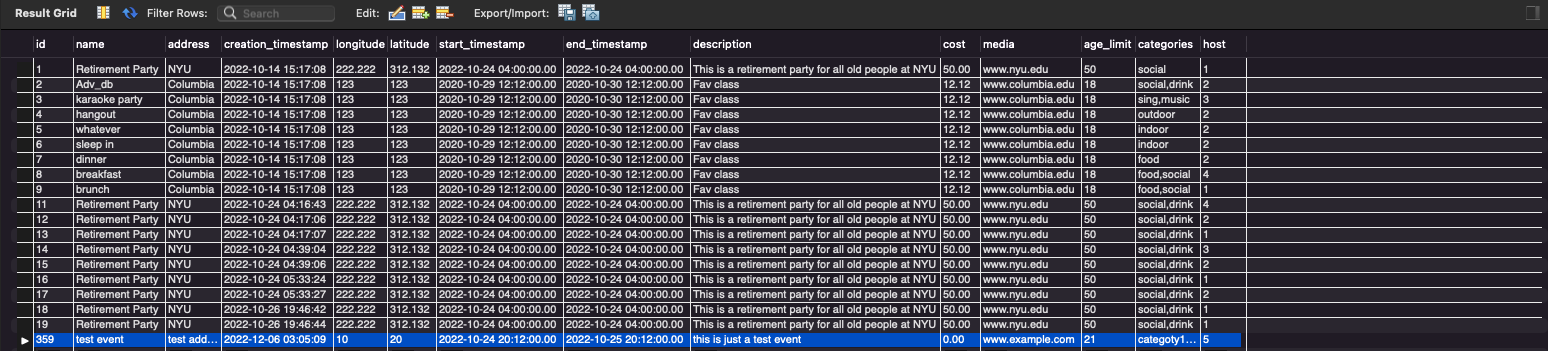 Result Grid Filter Rows: Search Edit: Export/Import:
id name address creation_timestamp longitude latitude start_timestamp end_timestamp description cost media age_limit categories host
1 Retirement Party NYU 2022-10-14 15:17:08 222.222 312.132 2022-10-24 04:00:00.00 2022-10-24 04:00:00.00 This is a retirement party for all old people at NYU 50.00 www.nyu.edu 50 social 1
2 Adv_db Columbia 2022-10-14 15:17:08 123 123 2020-10-29 12:12:00.00 2020-10-30 12:12:00.00 Fav class 12.12 www.columbia.edu 18 social,drink 2
3 karaoke party Columbia 2022-10-14 15:17:08 123 123 2020-10-29 12:12:00.00 2020-10-30 12:12:00.00 Fav class 12.12 www.columbia.edu 18 sing,music 3
4 hangout Columbia 2022-10-14 15:17:08 123 123 2020-10-29 12:12:00.00 2020-10-30 12:12:00.00 Fav class 12.12 www.columbia.edu 18 outdoor 2
5 whatever Columbia 2022-10-14 15:17:08 123 123 2020-10-29 12:12:00.00 2020-10-30 12:12:00.00 Fav class 12.12 www.columbia.edu 18 indoor 2
6 sleep in Columbia 2022-10-14 15:17:08 123 123 2020-10-29 12:12:00.00 2020-10-30 12:12:00.00 Fav class 12.12 www.columbia.edu 18 indoor 2
7 dinner Columbia 2022-10-14 15:17:08 123 123 2020-10-29 12:12:00.00 2020-10-30 12:12:00.00 Fav class 12.12 www.columbia.edu 18 food 2
8 breakfast Columbia 2022-10-14 15:17:08 123 123 2020-10-29 12:12:00.00 2020-10-30 12:12:00.00 Fav class 12.12 www.columbia.edu 18 food,social 4
9 brunch Columbia 2022-10-14 15:17:08 123 123 2020-10-29 12:12:00.00 2020-10-30 12:12:00.00 Fav class 12.12 www.columbia.edu 18 food,social 1
11 Retirement Party NYU 2022-10-24 04:16:43 222.222 312.132 2022-10-24 04:00:00.00 2022-10-24 04:00:00.00 This is a retirement party for all old people at NYU 50.00 www.nyu.edu 50 social,drink 4
12 Retirement Party NYU 2022-10-24 04:17:06 222.222 312.132 2022-10-24 04:00:00.00 2022-10-24 04:00:00.00 This is a retirement party for all old people at NYU 50.00 www.nyu.edu 50 social,drink 2
13 Retirement Party NYU 2022-10-24 04:17:07 222.222 312.132 2022-10-24 04:00:00.00 2022-10-24 04:00:00.00 This is a retirement party for all old people at NYU 50.00 www.nyu.edu 50 social,drink 1
14 Retirement Party NYU 2022-10-24 04:39:04 222.222 312.132 2022-10-24 04:00:00.00 2022-10-24 04:00:00.00 This is a retirement party for all old people at NYU 50.00 www.nyu.edu 50 social,drink 3
15 Retirement Party NYU 2022-10-24 04:39:06 222.222 312.132 2022-10-24 04:00:00.00 2022-10-24 04:00:00.00 This is a retirement party for all old people at NYU 50.00 www.nyu.edu 50 social,drink 2
16 Retirement Party NYU 2022-10-24 05:33:24 222.222 312.132 2022-10-24 04:00:00.00 2022-10-24 04:00:00.00 This is a retirement party for all old people at NYU 50.00 www.nyu.edu 50 social,drink 1
17 Retirement Party NYU 2022-10-24 05:33:27 222.222 312.132 2022-10-24 04:00:00.00 2022-10-24 04:00:00.00 This is a retirement party for all old people at NYU 50.00 www.nyu.edu 50 social,drink 2
18 Retirement Party NYU 2022-10-26 19:46:42 222.222 312.132 2022-10-24 04:00:00.00 2022-10-24 04:00:00.00 This is a retirement party for all old people at NYU 50.00 www.nyu.edu 50 social,drink 1
19 Retirement Party NYU 2022-10-26 19:46:44 222.222 312.132 2022-10-24 04:00:00.00 2022-10-24 04:00:00.00 This is a retirement party for all old people at NYU 50.00 www.nyu.edu 50 social,drink 1
359 test event test add... 2022-12-06 03:05:09 10 20 2022-10-24 20:12:00.00 2022-10-25 20:12:00.00 this is just a test event 0.00 www.example.com 21 categoty1... 5